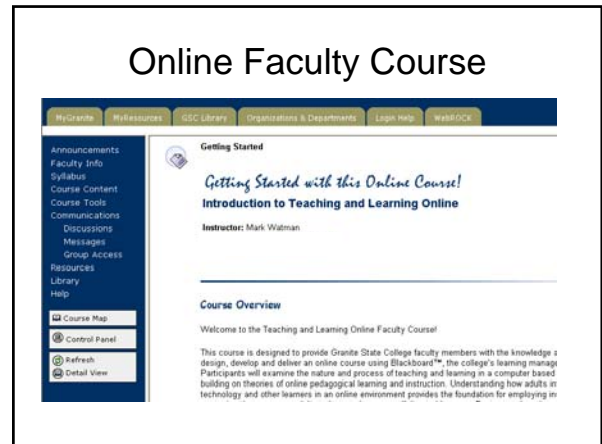 Online Faculty Course
MyGranite MyResources GSC Library Organizations & Departments Login Help WebROCK
Announcements
Faculty Info
Syllabus
Course Content
Course Tools
Communications
Discussions
Messages
Group Access
Resources
Library
Help
Course Map
Control Panel
Refresh
Detail View
Getting Started
Getting Started with this Online Course!
Introduction to Teaching and Learning Online
Instructor: Mark Watman
Course Overview
Welcome to the Teaching and Learning Online Faculty Course!
This course is designed to provide Granite State College faculty members with the knowledge a
design, develop and deliver an online course using Blackboard™, the college's learning manage
Participants will examine the nature and process of teaching and learning in a computer based
building on theories of online pedagogical learning and instruction. Understanding how adults in
technology and other learners in an online environment provides the foundation for employing in